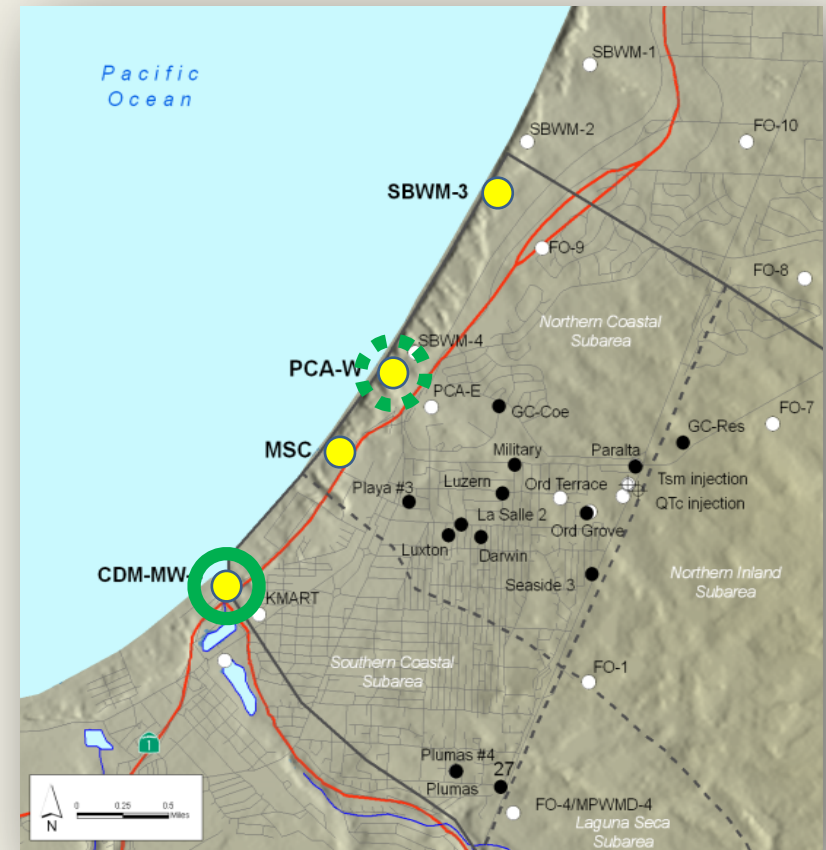 Pacific
Ocean
SBWM-1
SBWM-2
FO-10
SBWM-3
FO-9
FO-8
Northern Coastal
Subarea
SBWM-4
PCA-W
PCA-E
GC-Coe
FO-7
GC-Res
MSC
Military
Paralta
Luzern
Ord Terrace
Tsm injection
Playa #3
QTc injection
La Salle 2
Ord Grove
Luxton
Darwin
CDM-MW-
Seaside 3
Northern Inland
Subarea
KMART
Southern Coastal
Subarea
FO-1
1
Plumas #4
27
Plumas
FO-4/MPWMD-4
Laguna Seca
Subarea
0 0.25 0.5
Miles
N